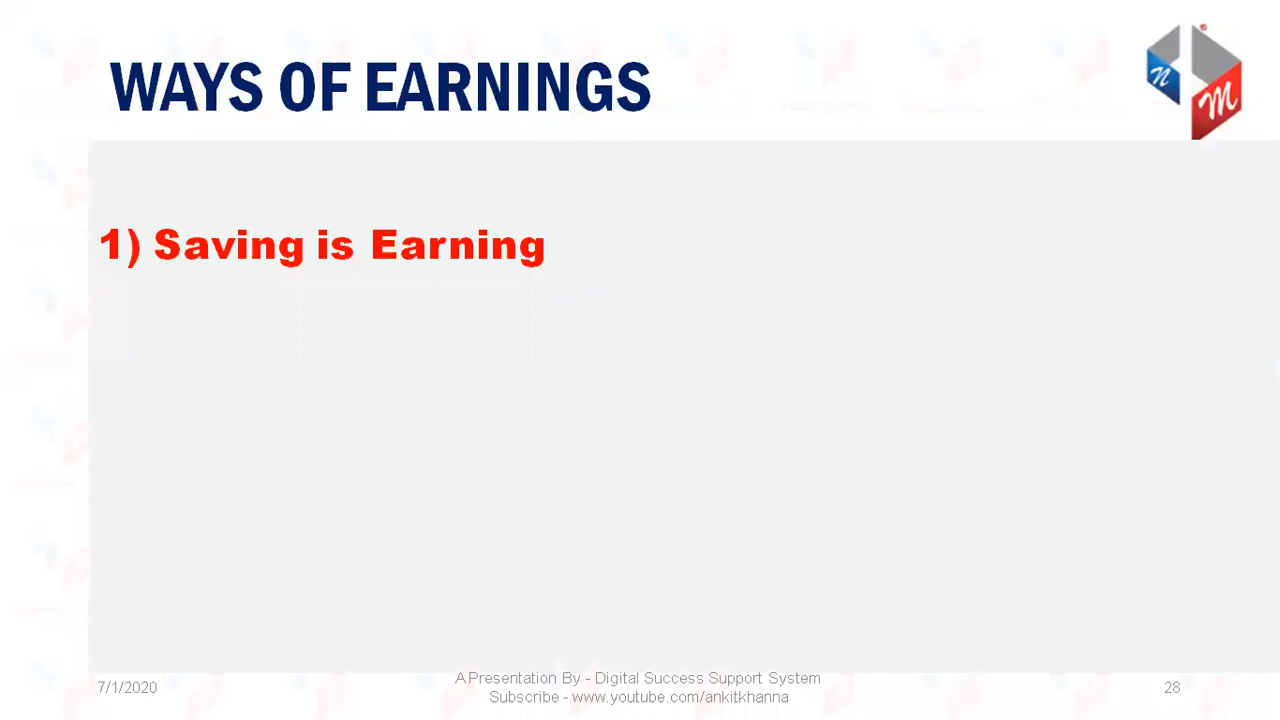 WAYS OF EARNINGS
n
M
1) Saving is Earning
7/1/2020
A Presentation By - Digital Success Support System
Subscribe - www.youtube.com/ankitkhanna
28